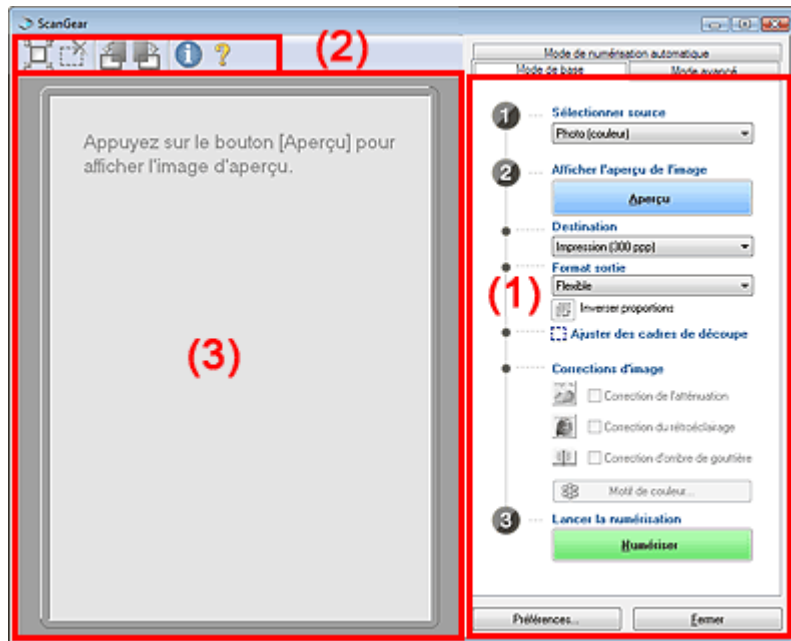 ScanGear
(2)
Mode de numérisation automatique
Mode de base
Mode avancé
Appuyez sur le bouton [Aperçu] pour
afficher l'image d'aperçu.
(3)
(1)
1
Sélectionner source
Photo (couleur)
2
Afficher l'aperçu de l'image
Aperçu
Destination
Impression (300 ppp)
Format sortie
Flexible
Inverser proportions
Ajuster des cadres de découpe
Corrections d'image
Correction de l'atténuation
Correction du rétroéclairage
Correction d'ombre de gouttière
Motif de couleur...
3
Lancer la numérisation
Numériser
Préférences...
Fermer